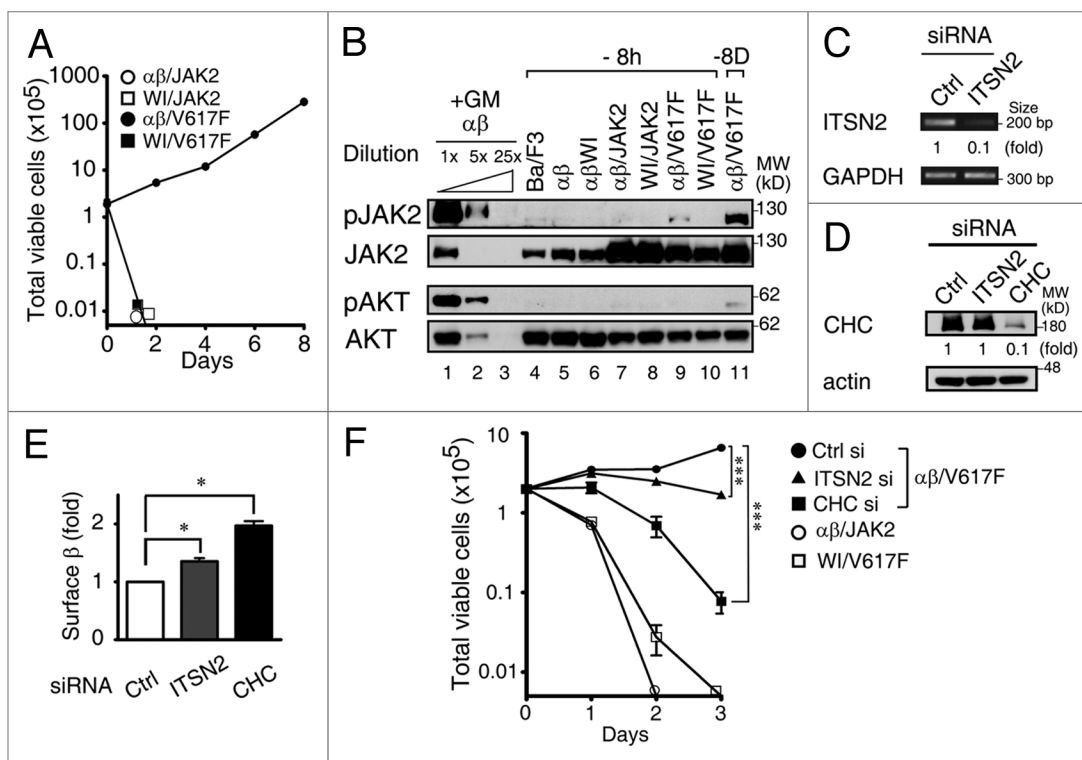 A
Total viable cells (x10⁵)
1000
100
10
1
0.1
0.01
0 2 4 6 8
Days
αβ/JAK2
WI/JAK2
αβ/V617F
WI/V617F
B
- 8h
-8D
+GM
αβ
Dilution
1x 5x 25x
Ba/F3
αβ
αβWI
αβ/JAK2
WI/JAK2
αβ/V617F
WI/V617F
αβ/V617F
MW
(kD)
pJAK2
130
JAK2
130
pAKT
62
AKT
62
1 2 3 4 5 6 7 8 9 10 11
C
siRNA
Ctrl
ITSN2
Size
ITSN2
200 bp
1 0.1 (fold)
GAPDH
300 bp
D
siRNA
Ctrl
ITSN2
CHC
MW
(kD)
CHC
180
1 1 0.1 (fold)
48
actin
E
Surface β (fold)
2
1
0
*
*
siRNA
Ctrl
ITSN2
CHC
F
Total viable cells (x10⁵)
10
1
0.1
0.01
0 1 2 3
Days
***
***
Ctrl si
ITSN2 si
CHC si
αβ/V617F
αβ/JAK2
WI/V617F